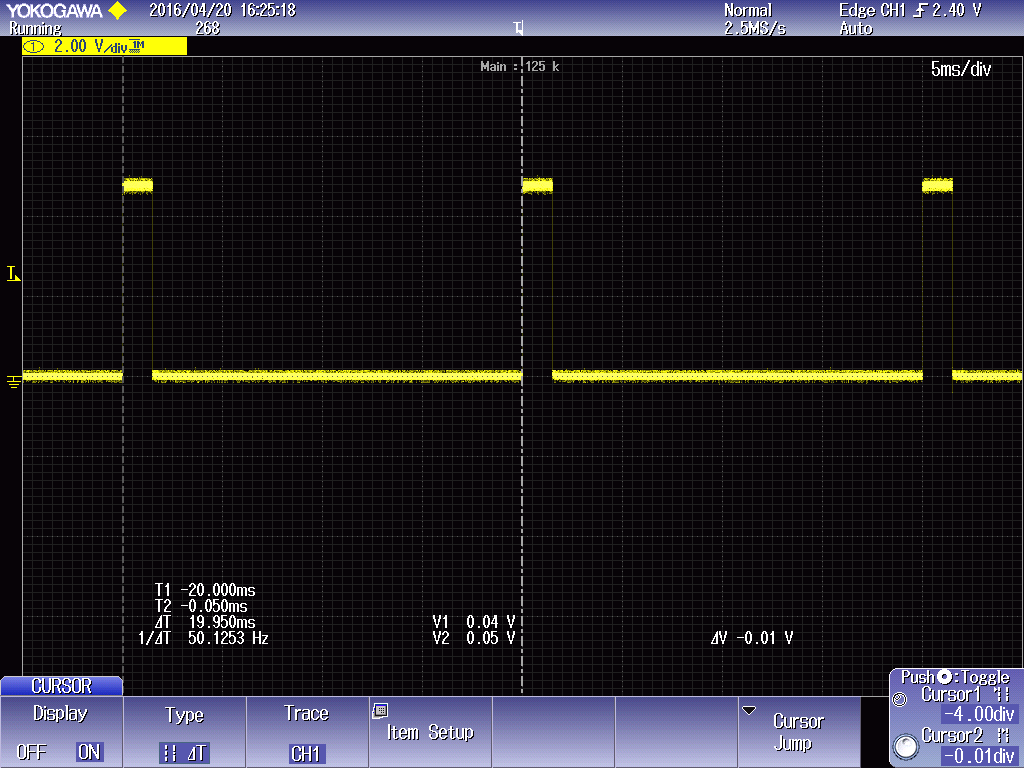 YOKOGAWA 2016/04/20 16:25:18 Normal Edge CH1 2.40 V
Running 268 T 2.5MS/s Auto
1 2.00 V/div 1M
Main : 125 k
5ms/div
T
T1 -20.000ms
T2 -0.050ms
ΔT 19.950ms V1 0.04 V
1/ΔT 50.1253 Hz V2 0.05 V ΔV -0.01 V
CURSOR
Push :Toggle
Cursor1
-4.00div
Cursor2
-0.01div
Display Type Trace Item Setup Cursor Jump
OFF ON ΔT CH1